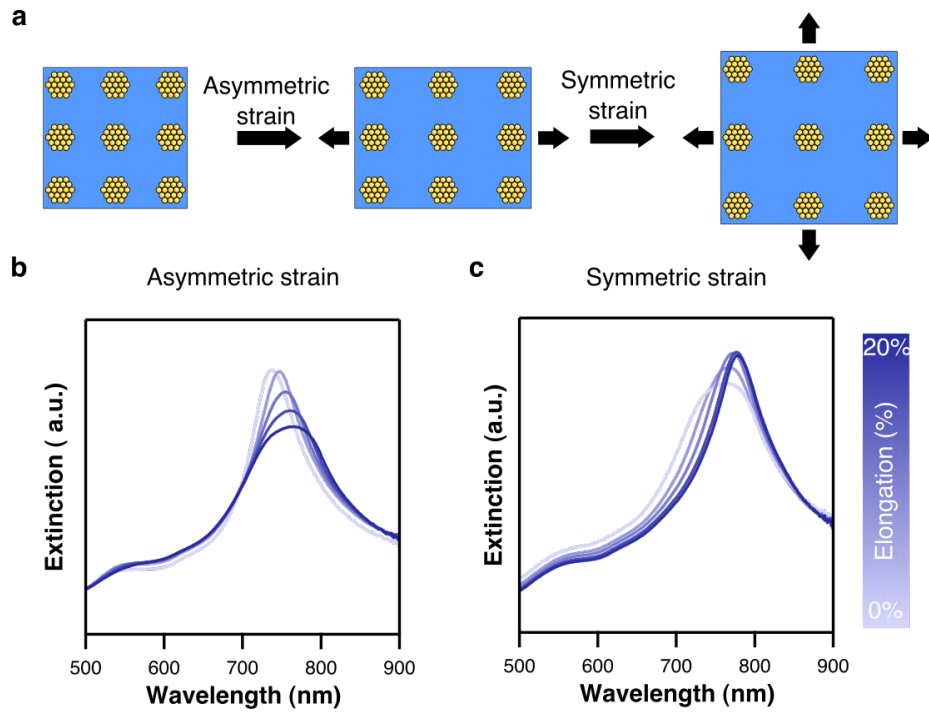 a
Asymmetric
strain
Symmetric
strain
b
Asymmetric strain
c
Symmetric strain
Extinction ( a.u.)
500 600 700 800 900
Wavelength (nm)
Extinction (a.u.)
500 600 700 800 900
Wavelength (nm)
20%
Elongation (%)
0%